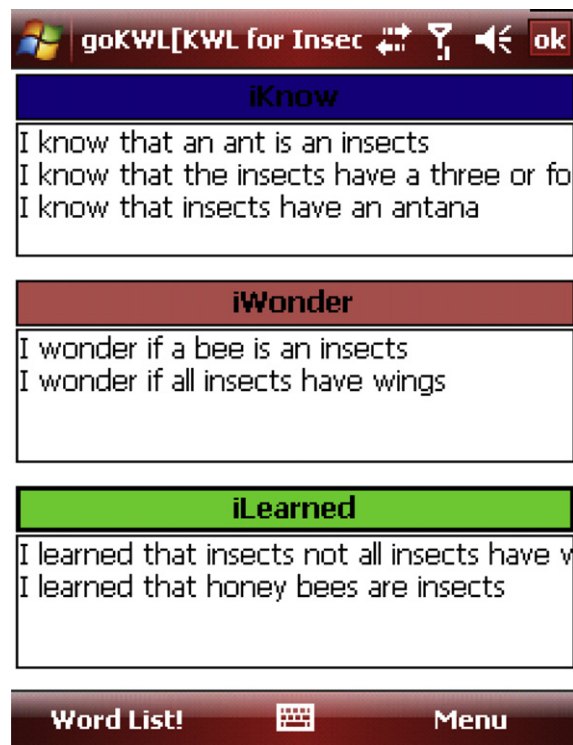 goKWL[KWL for Insec
ok
iKnow
I know that an ant is an insects
I know that the insects have a three or fo
I know that insects have an antana
iWonder
I wonder if a bee is an insects
I wonder if all insects have wings
iLearned
I learned that insects not all insects have w
I learned that honey bees are insects
Word List!
Menu